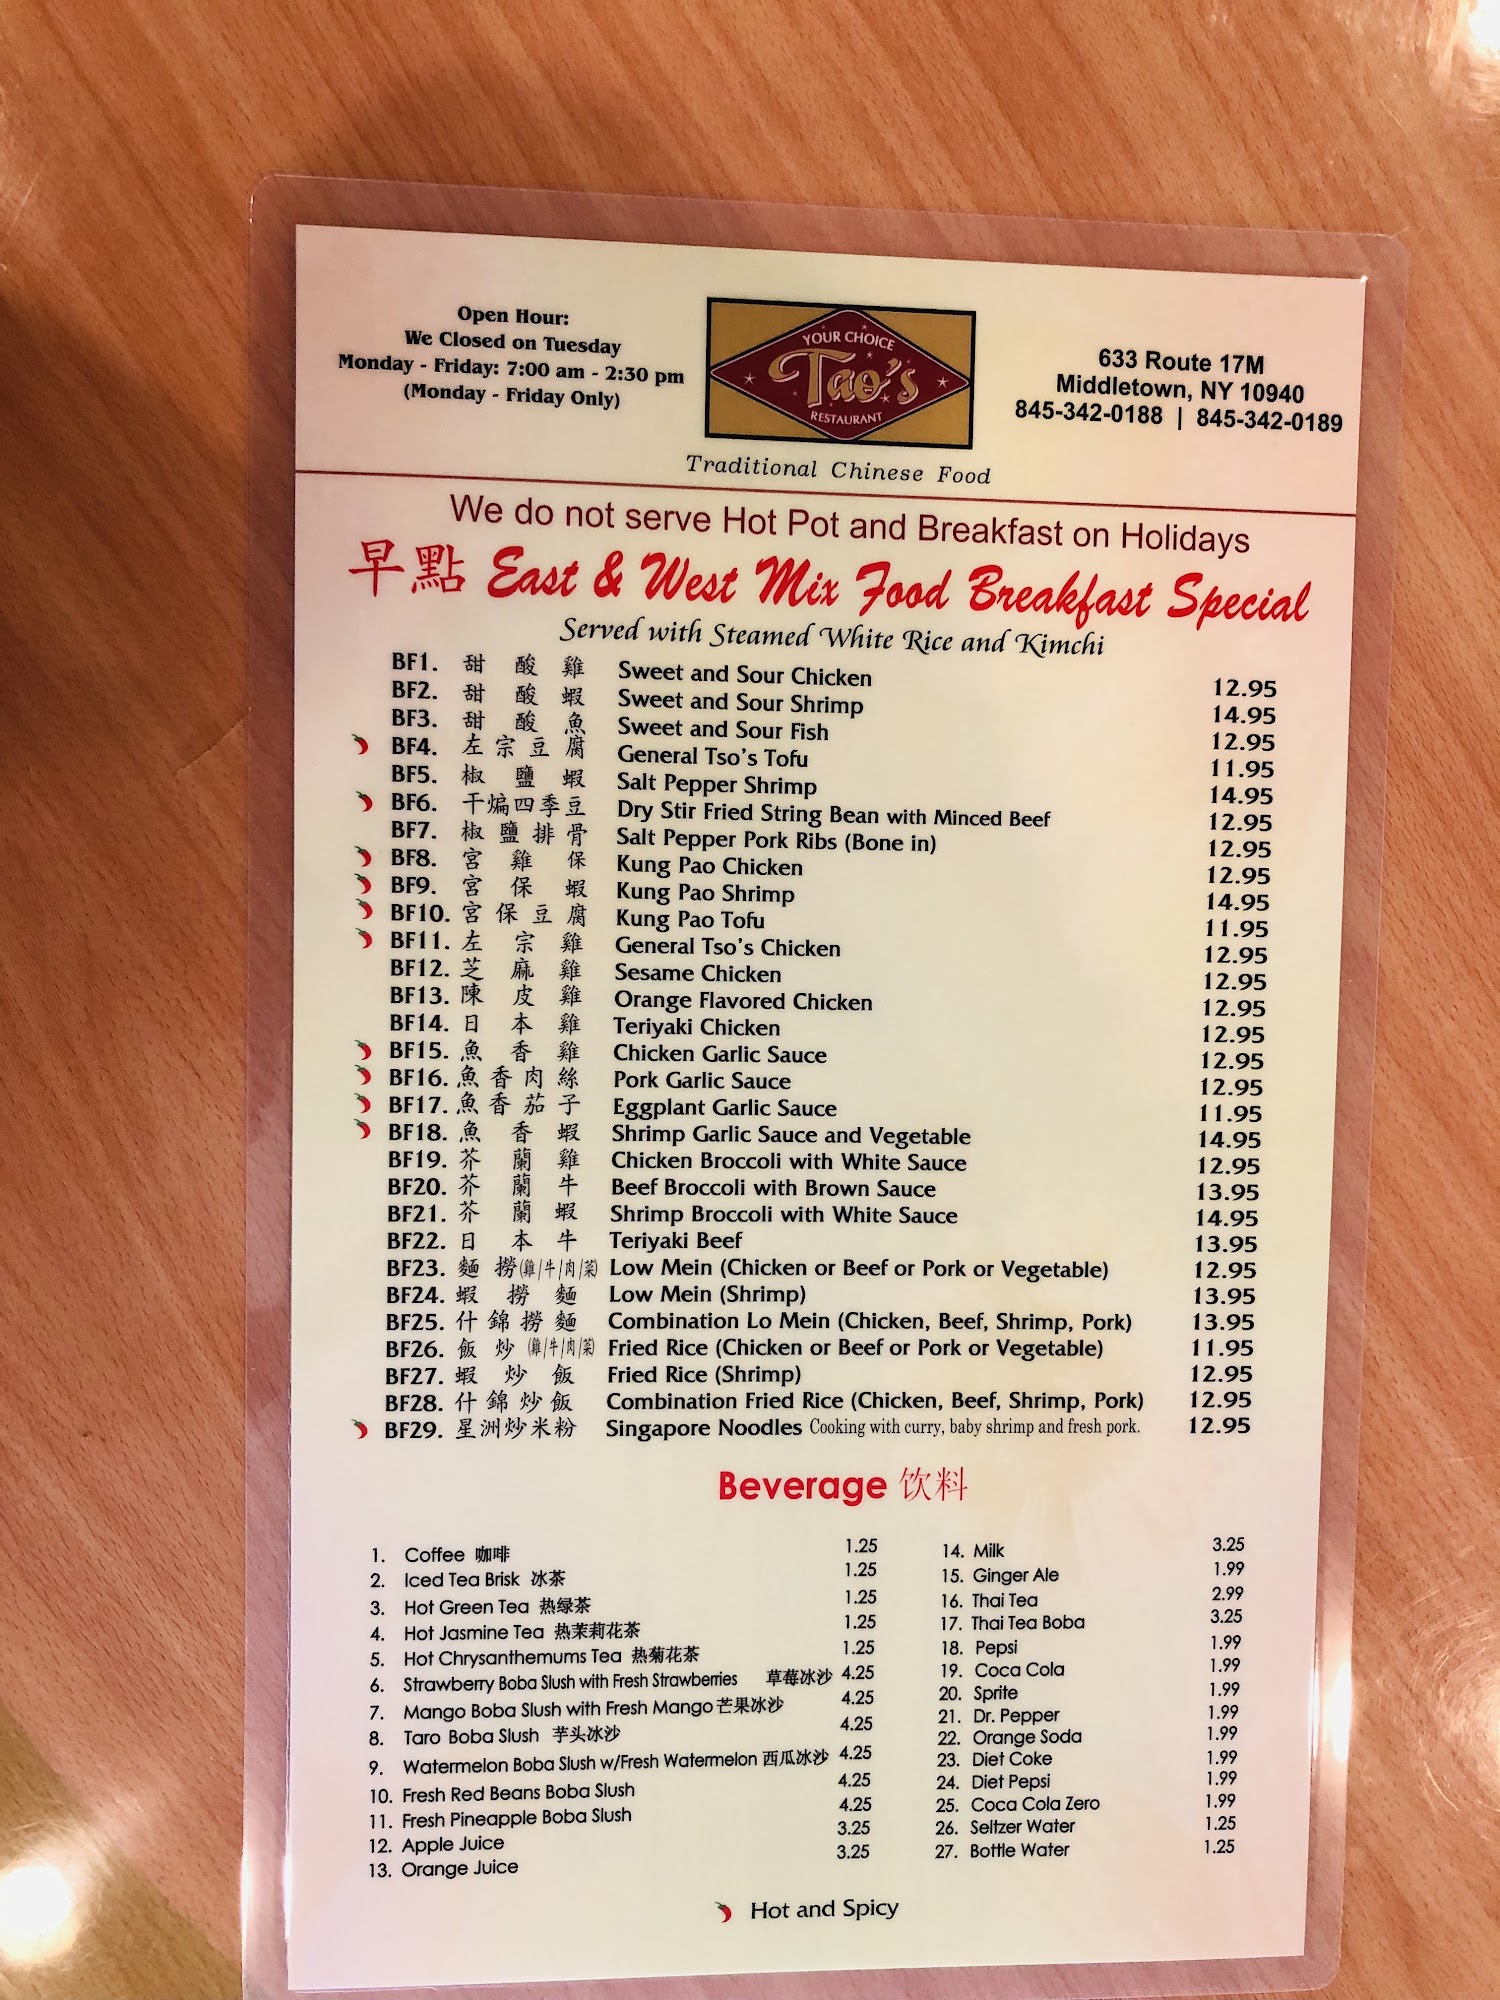 Open Hour:
We Closed on Tuesday
Monday - Friday: 7:00 am - 2:30 pm
(Monday - Friday Only)
YOUR CHOICE
Tao's
RESTAURANT
Traditional Chinese Food
633 Route 17M
Middletown, NY 10940
845-342-0188 | 845-342-0189
We do not serve Hot Pot and Breakfast on Holidays
早點 East & West Mix Food Breakfast Special
Served with Steamed White Rice and Kimchi
BF1. 甜酸雞 Sweet and Sour Chicken 12.95
BF2. 甜酸蝦 Sweet and Sour Shrimp 14.95
BF3. 甜酸魚 Sweet and Sour Fish 12.95
BF4. 左宗豆腐 General Tso's Tofu 11.95
BF5. 椒鹽蝦 Salt Pepper Shrimp 14.95
BF6. 干煸四季豆 Dry Stir Fried String Bean with Minced Beef 12.95
BF7. 椒鹽排骨 Salt Pepper Pork Ribs (Bone in) 12.95
BF8. 宮雞保 Kung Pao Chicken 12.95
BF9. 宮保蝦 Kung Pao Shrimp 14.95
BF10. 宮保豆腐 Kung Pao Tofu 11.95
BF11. 左宗雞 General Tso's Chicken 12.95
BF12. 芝麻雞 Sesame Chicken 12.95
BF13. 陳皮雞 Orange Flavored Chicken 12.95
BF14. 日本雞 Teriyaki Chicken 12.95
BF15. 魚香雞 Chicken Garlic Sauce 12.95
BF16. 魚香肉絲 Pork Garlic Sauce 12.95
BF17. 魚香茄子 Eggplant Garlic Sauce 11.95
BF18. 魚香蝦 Shrimp Garlic Sauce and Vegetable 14.95
BF19. 芥蘭雞 Chicken Broccoli with White Sauce 12.95
BF20. 芥蘭牛 Beef Broccoli with Brown Sauce 13.95
BF21. 芥蘭蝦 Shrimp Broccoli with White Sauce 14.95
BF22. 日本牛 Teriyaki Beef 13.95
BF23. 麵撈(雞/牛/肉/菜) Low Mein (Chicken or Beef or Pork or Vegetable) 12.95
BF24. 蝦撈麵 Low Mein (Shrimp) 13.95
BF25. 什錦撈麵 Combination Lo Mein (Chicken, Beef, Shrimp, Pork) 13.95
BF26. 飯炒(雞/牛/肉/菜) Fried Rice (Chicken or Beef or Pork or Vegetable) 11.95
BF27. 蝦炒飯 Fried Rice (Shrimp) 12.95
BF28. 什錦炒飯 Combination Fried Rice (Chicken, Beef, Shrimp, Pork) 12.95
BF29. 星洲炒米粉 Singapore Noodles Cooking with curry, baby shrimp and fresh pork. 12.95
Beverage 饮料
1. Coffee 咖啡 1.25
2. Iced Tea Brisk 冰茶 1.25
3. Hot Green Tea 热绿茶 1.25
4. Hot Jasmine Tea 热茉莉花茶 1.25
5. Hot Chrysanthemums Tea 热菊花茶 1.25
6. Strawberry Boba Slush with Fresh Strawberries 草莓冰沙 4.25
7. Mango Boba Slush with Fresh Mango 芒果冰沙 4.25
8. Taro Boba Slush 芋头冰沙 4.25
9. Watermelon Boba Slush w/Fresh Watermelon 西瓜冰沙 4.25
10. Fresh Red Beans Boba Slush 4.25
11. Fresh Pineapple Boba Slush 4.25
12. Apple Juice 3.25
13. Orange Juice 3.25
14. Milk 3.25
15. Ginger Ale 1.99
16. Thai Tea 2.99
17. Thai Tea Boba 3.25
18. Pepsi 1.99
19. Coca Cola 1.99
20. Sprite 1.99
21. Dr. Pepper 1.99
22. Orange Soda 1.99
23. Diet Coke 1.99
24. Diet Pepsi 1.99
25. Coca Cola Zero 1.99
26. Seltzer Water 1.25
27. Bottle Water 1.25
Hot and Spicy